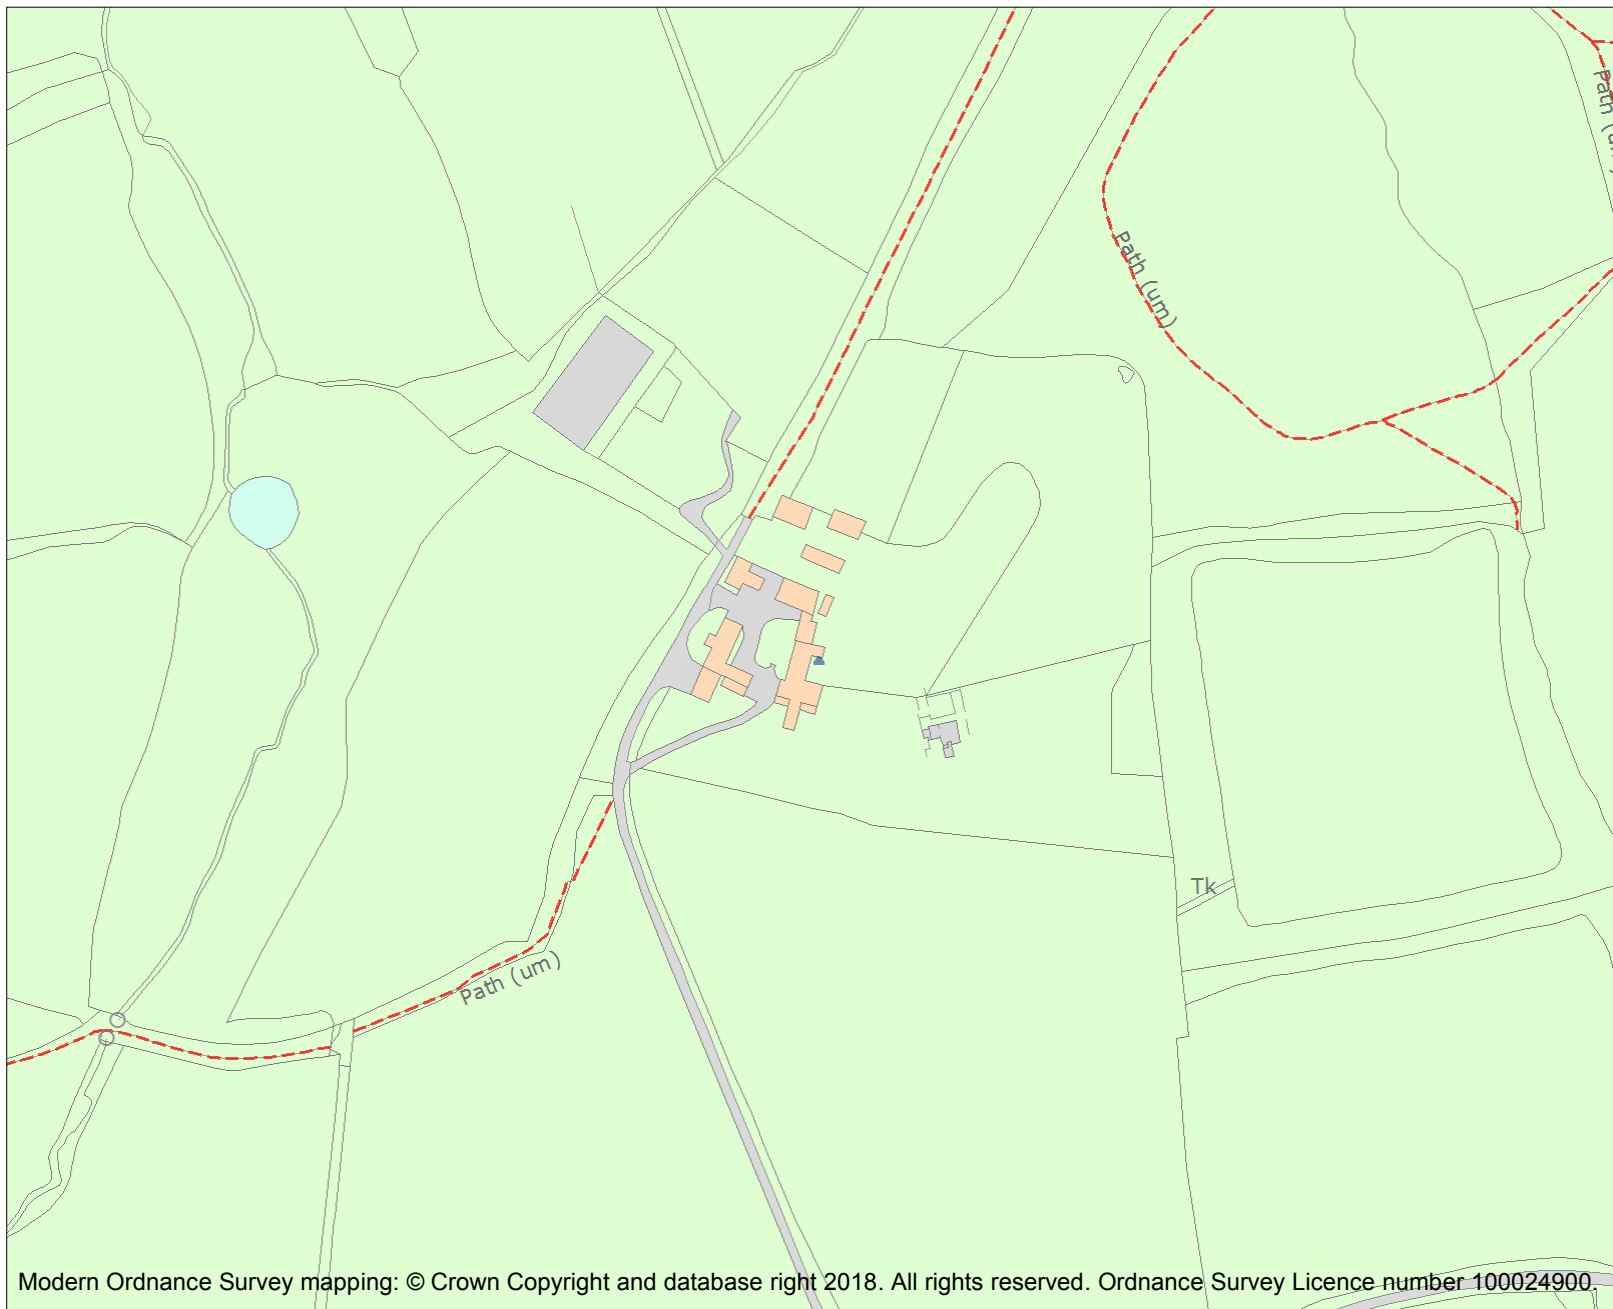 Path (um)
Path (um)
Tk
Path (um)
Modern Ordnance Survey mapping: © Crown Copyright and database right 2018. All rights reserved. Ordnance Survey Licence number 100024900.